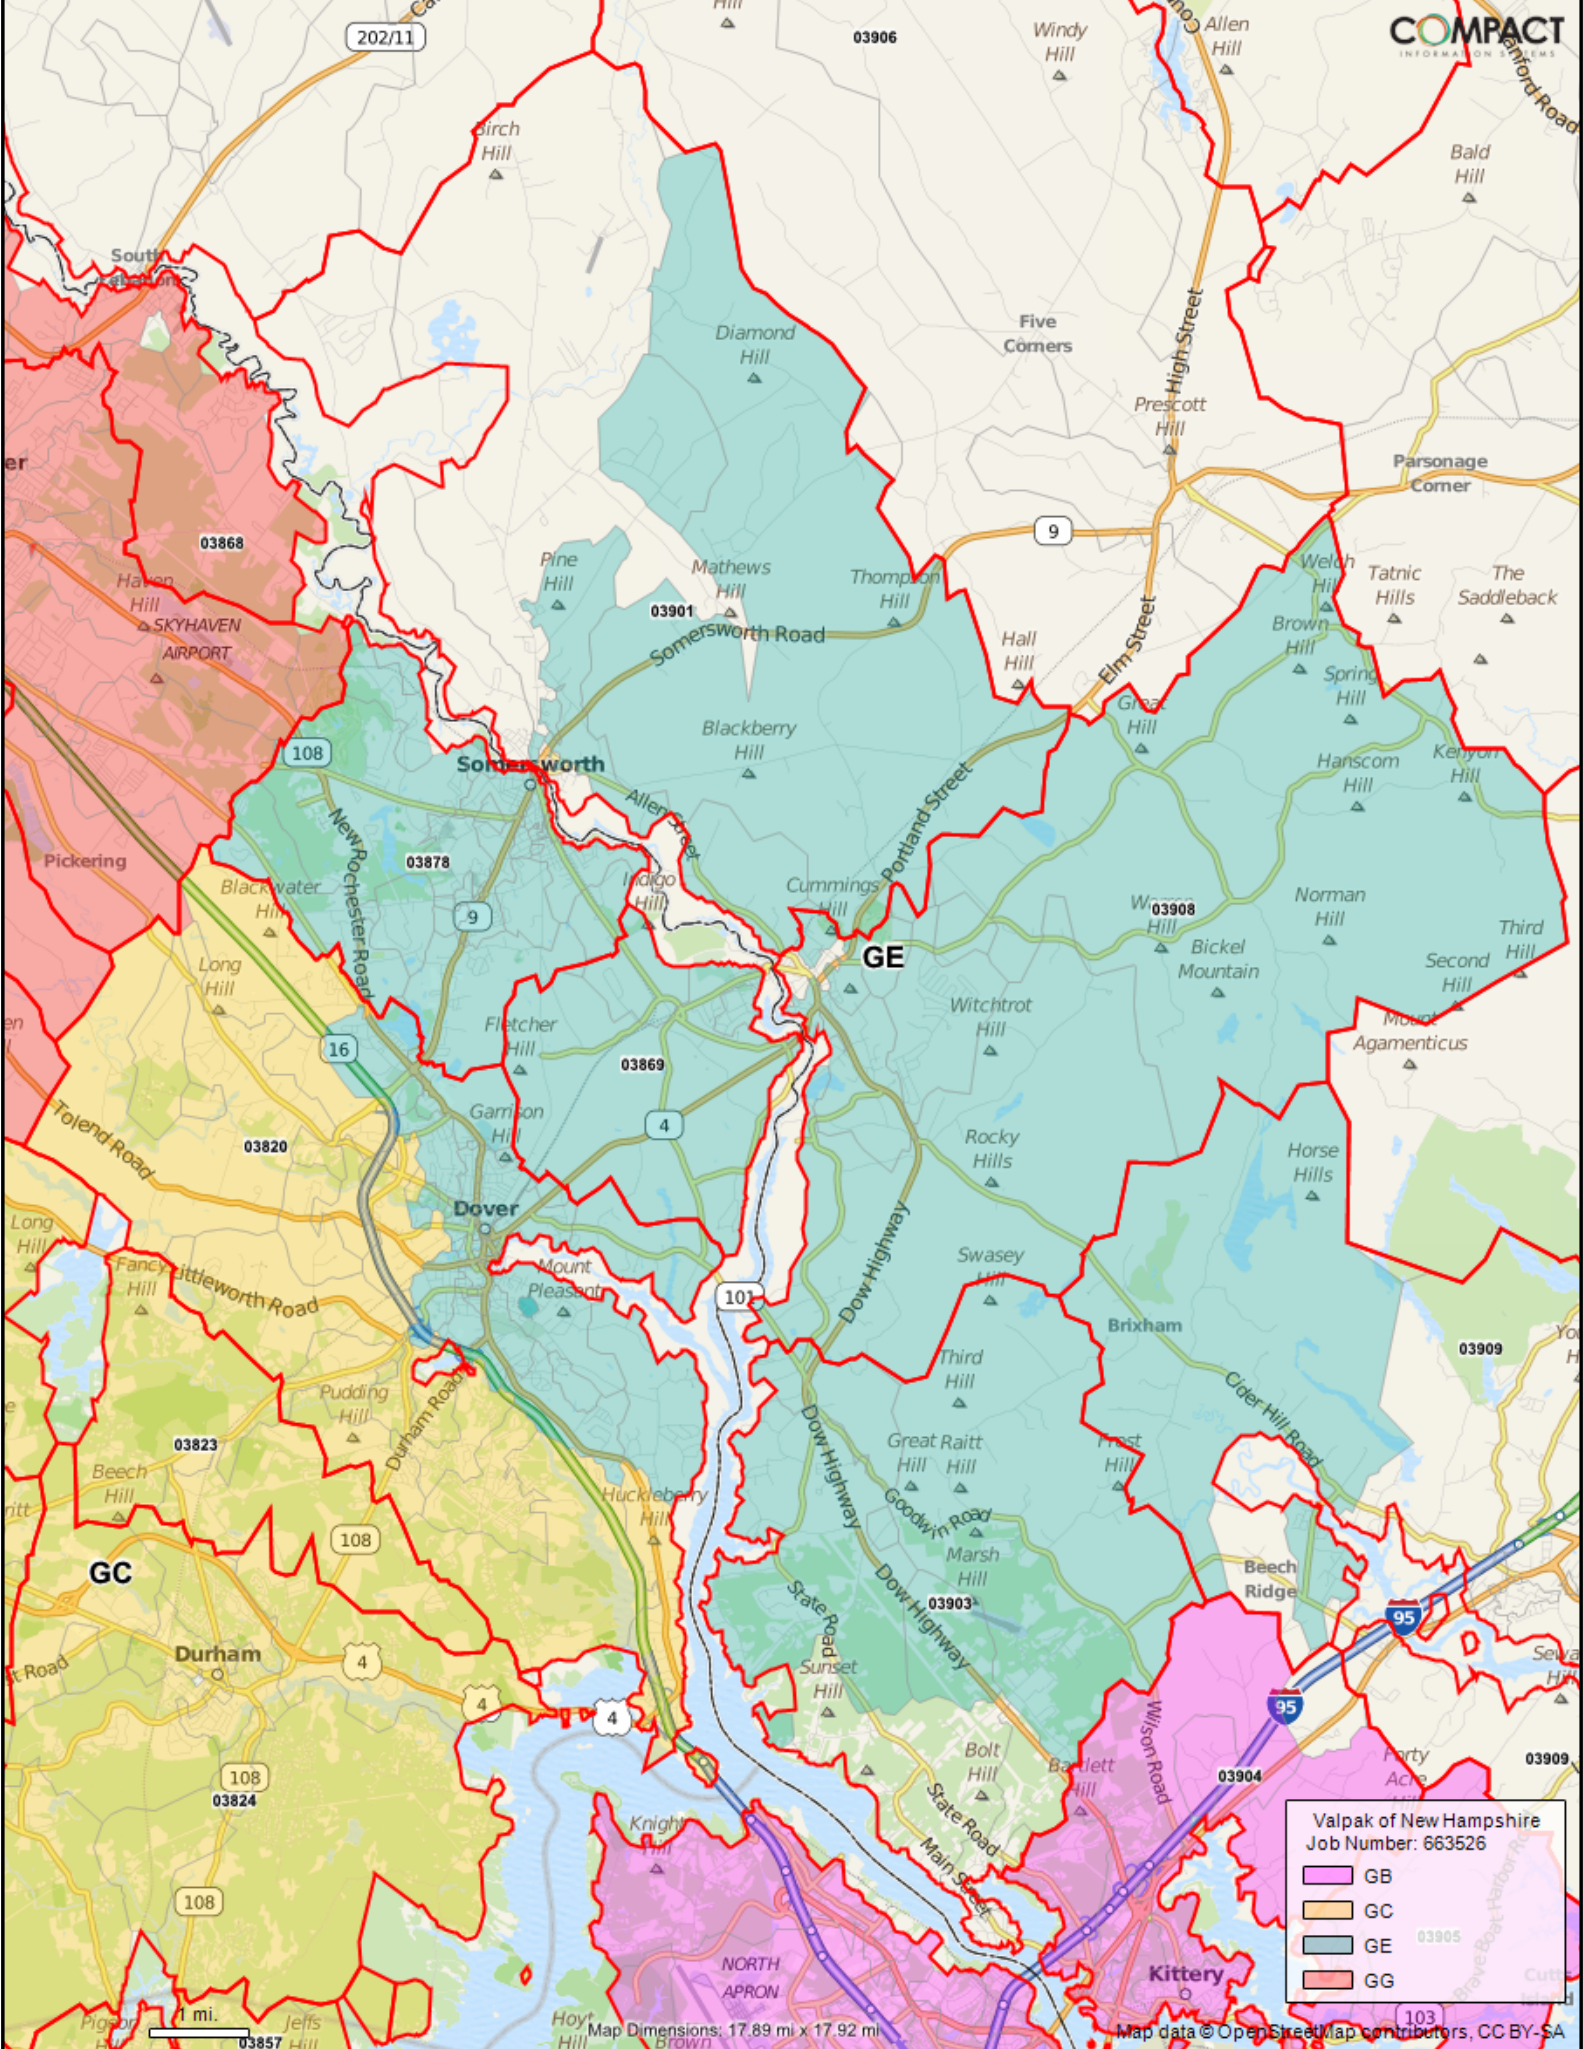 Hill
202/11
03906
Windy
Hill
Allen
Hill
COMPACT
INFORMATION SYSTEMS
Birch
Hill
Bald
Hill
South
Lebanon
Diamond
Hill
Five
Corners
High Street
Prescott
Hill
er
Parsonage
Corner
03868
9
Haven
Hill
SKYHAVEN
AIRPORT
Pine
Hill
Mathews
Hill
Thompson
Hill
03901
Somersworth Road
Welch
Hill
Tatnic
Hills
The
Saddleback
Hall
Hill
Elm Street
Brown
Hill
Spring
Hill
Great
Hill
108
Somersworth
Blackberry
Hill
Hanscom
Hill
Kenyon
Hill
Allen Street
Portland Street
New Rochester Road
Pickering
03878
Blackwater
Hill
9
Indigo
Hill
Cummings
Hill
03908
Norman
Hill
GE
Bickel
Mountain
Third
Hill
Second
Hill
Long
Hill
16
Fletcher
Hill
03869
Witchtrot
Hill
Mount
Agamenticus
Tolend Road
03820
Garrison
Hill
4
Rocky
Hills
Horse
Hills
Dover
Long
Hill
Fancy
Hill
Littleworth Road
Mount
Pleasant
101
Dow Highway
Swasey
Hill
Brixham
03909
Third
Hill
Pudding
Hill
Durham Road
Cider Hill Road
03823
Beech
Hill
Dow Highway
Great
Hill
Raitt
Hill
Frost
Hill
Huckleberry
Hill
Goodwin Road
108
GC
Marsh
Hill
Beech
Ridge
State Road
Dow Highway
03903
95
Durham
4
4
4
Sunset
Hill
95
Wilson Road
Bolt
Hill
Bartlett
Hill
03904
Forty
Acre
03909
108
03824
Knight
Hill
State Road
Main Street
Valpak of New Hampshire
Job Number: 663526
GB
GC
GE
GG
108
03905
NORTH
APRON
Kittery
1 mi.
Jeffs
Hill
03857
Hoyt
Hill
Brown
Map Dimensions: 17.89 mi x 17.92 mi
103
Map data © OpenStreetMap contributors, CC BY-SA